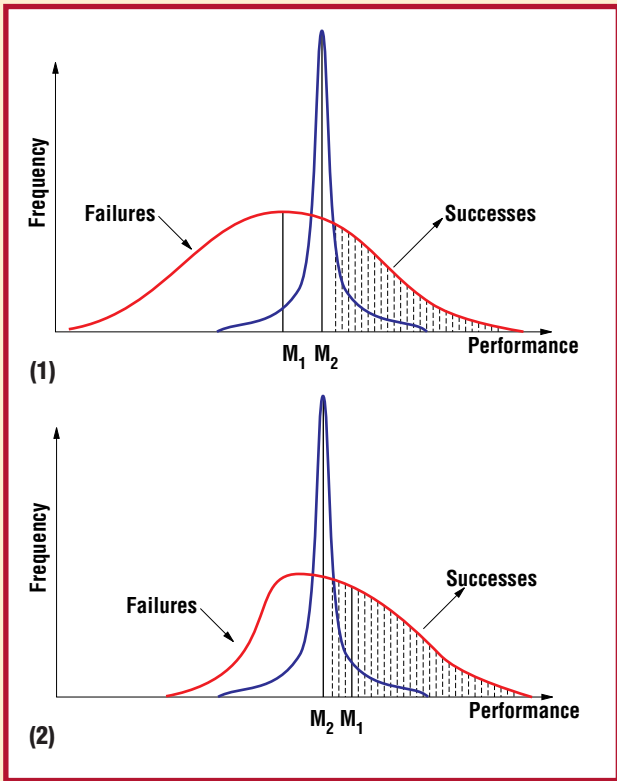 Frequency
Failures
Successes
M1 M2
Performance
(1)
Frequency
Failures
Successes
M2 M1
Performance
(2)